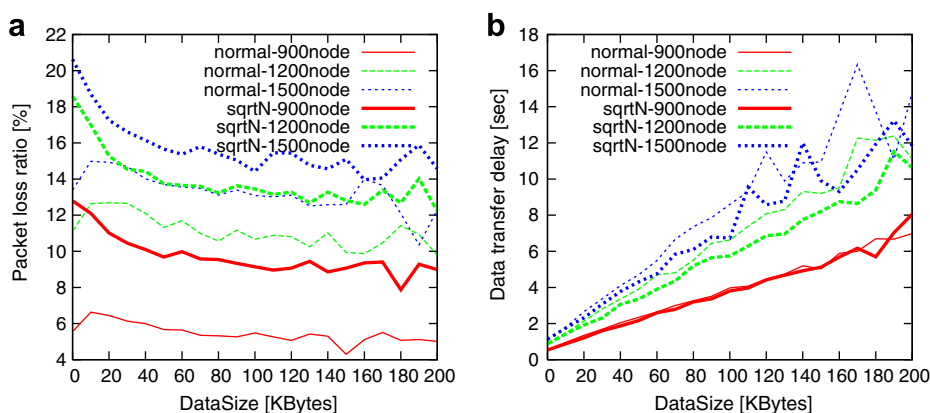 a
Packet loss ratio [%]
22
20
18
16
14
12
10
8
6
4
normal-900node
normal-1200node
normal-1500node
sqrtN-900node
sqrtN-1200node
sqrtN-1500node
0 20 40 60 80 100 120 140 160 180 200
DataSize [KBytes]
b
Data transfer delay [sec]
18
16
14
12
10
8
6
4
2
0
normal-900node
normal-1200node
normal-1500node
sqrtN-900node
sqrtN-1200node
sqrtN-1500node
0 20 40 60 80 100 120 140 160 180 200
DataSize [KBytes]